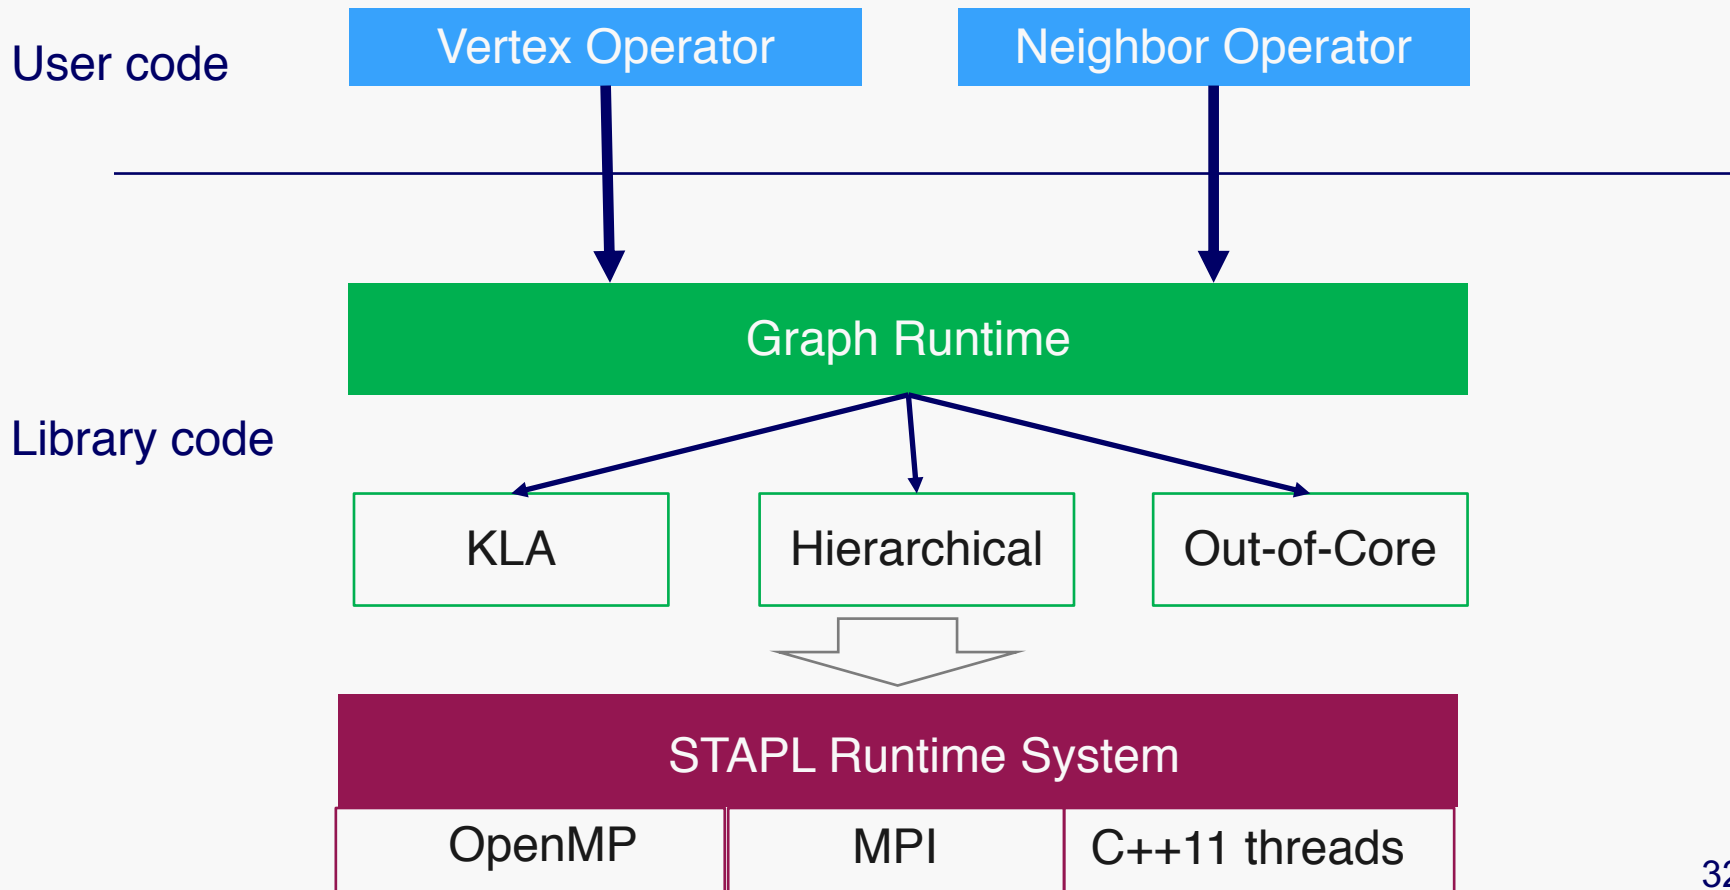 User code
Vertex Operator
Neighbor Operator
Graph Runtime
Library code
KLA
Hierarchical
Out-of-Core
STAPL Runtime System
OpenMP
MPI
C++11 threads
32